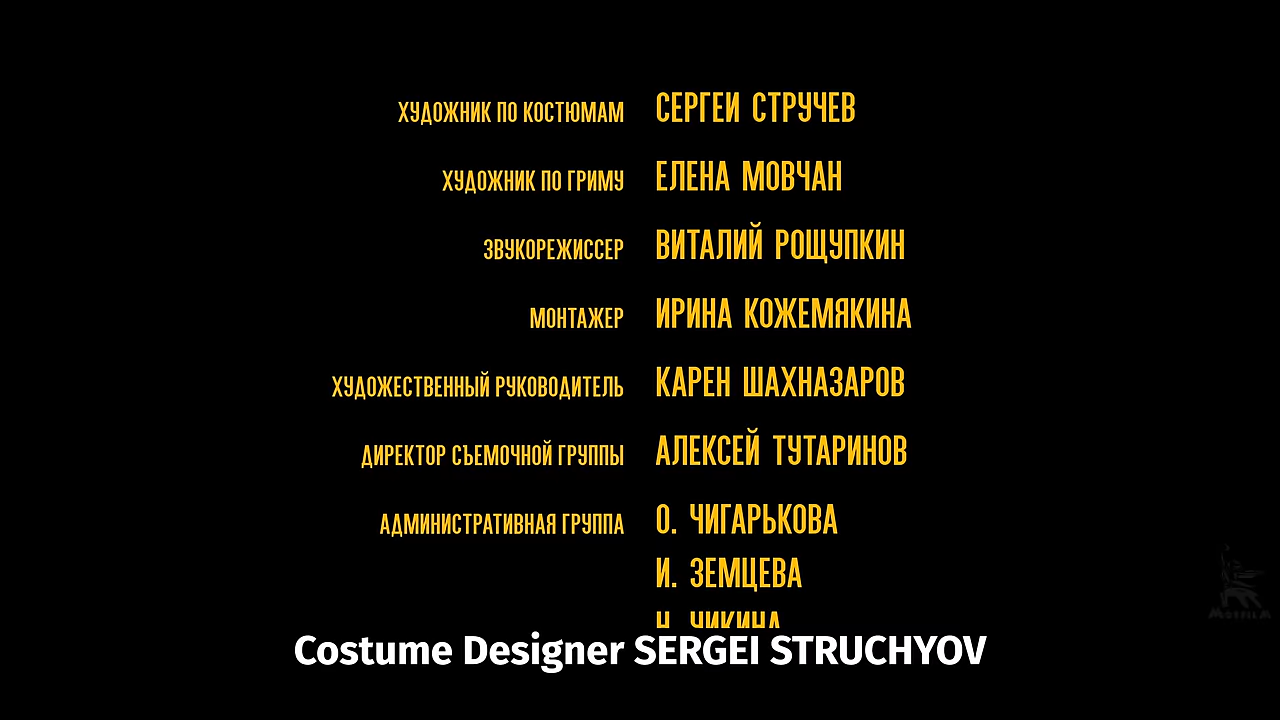 ХУДОЖНИК ПО КОСТЮМАМ СЕРГЕИ СТРУЧЕВ
ХУДОЖНИК ПО ГРИМУ ЕЛЕНА МОВЧАН
ЗВУКОРЕЖИССЕР ВИТАЛИЙ РОЩУПКИН
МОНТАЖЕР ИРИНА КОЖЕМЯКИНА
ХУДОЖЕСТВЕННЫЙ РУКОВОДИТЕЛЬ КАРЕН ШАХНАЗАРОВ
ДИРЕКТОР СЪЕМОЧНОЙ ГРУППЫ АЛЕКСЕЙ ТУТАРИНОВ
АДМИНИСТРАТИВНАЯ ГРУППА О. ЧИГАРЬКОВА
И. ЗЕМЦЕВА
Costume Designer SERGEI STRUCHYOV